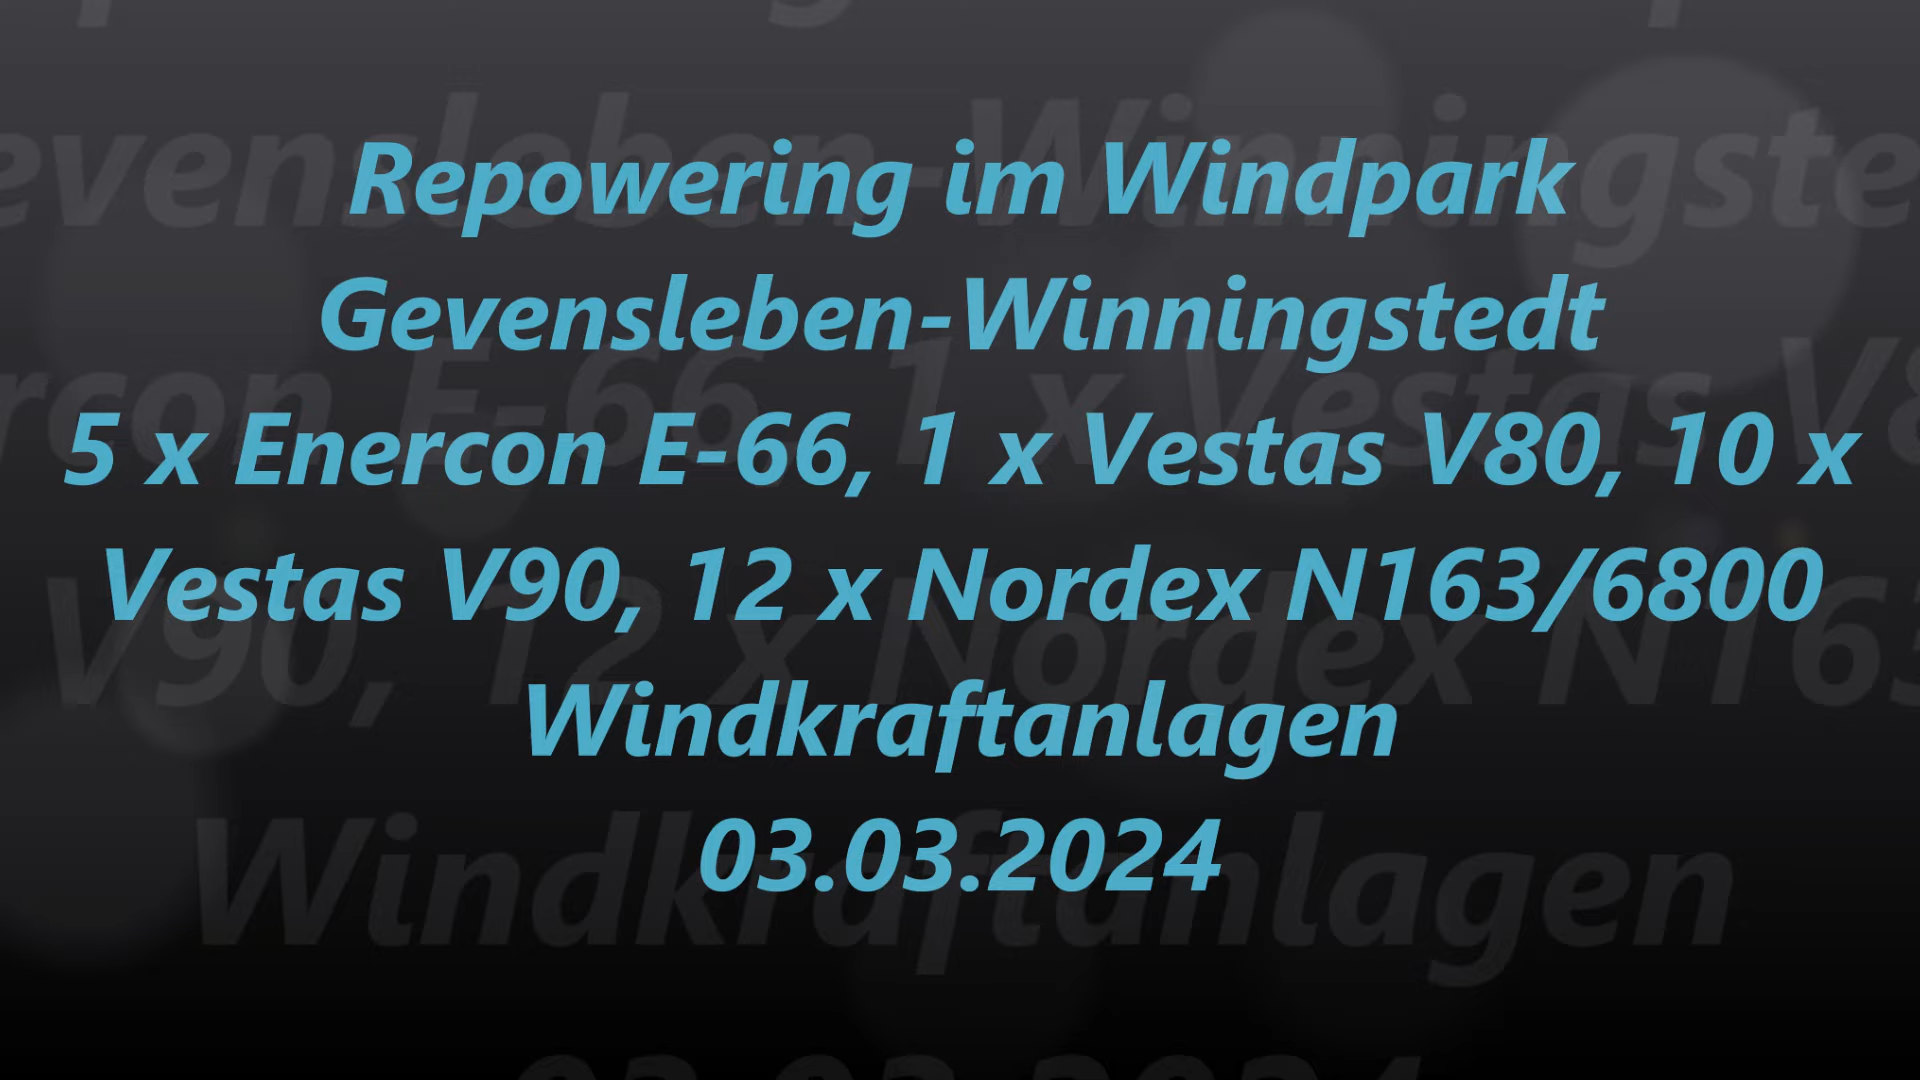 Repowering im Windpark
Gevensleben-Winningstedt
5 x Enercon E-66, 1 x Vestas V80, 10 x
Vestas V90, 12 x Nordex N163/6800
Windkraftanlagen
03.03.2024